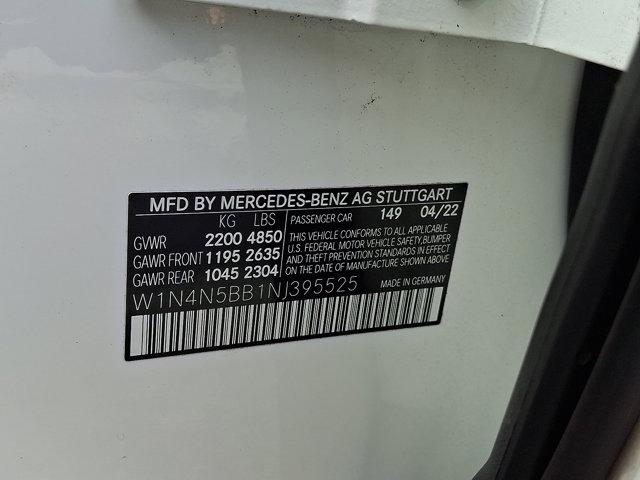 MFD BY MERCEDES-BENZ AG STUTTGART
KG LBS
GVWR 2200 4850
GAWR FRONT 1195 2635
GAWR REAR 1045 2304
PASSENGER CAR 149 04/22
THIS VEHICLE CONFORMS TO ALL APPLICABLE
U.S. FEDERAL MOTOR VEHICLE SAFETY, BUMPER
AND THEFT PREVENTION STANDARDS IN EFFECT
ON THE DATE OF MANUFACTURE SHOWN ABOVE
W1N4N5BB1NJ395525 MADE IN GERMANY